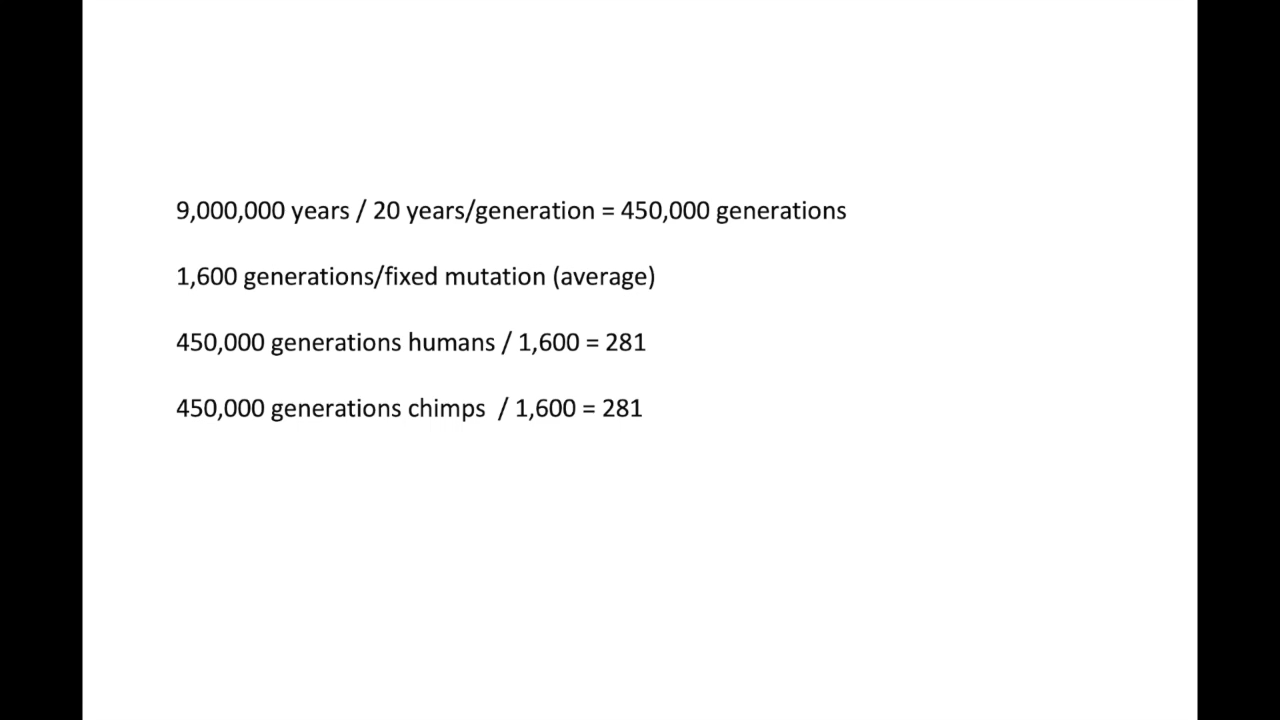 9,000,000 years / 20 years/generation = 450,000 generations
1,600 generations/fixed mutation (average)
450,000 generations humans / 1,600 = 281
450,000 generations chimps  / 1,600 = 281